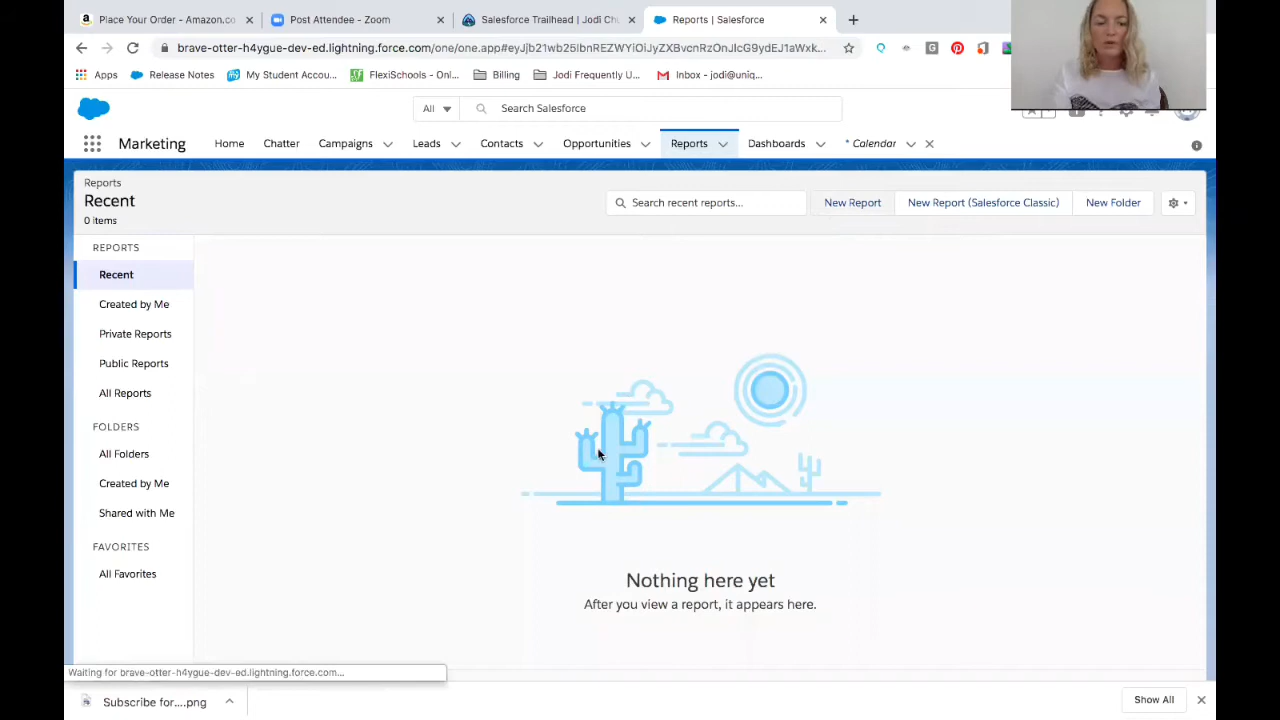 Place Your Order - Amazon.co
Post Attendee - Zoom
Salesforce Trailhead | Jodi Ch
Reports | Salesforce
brave-otter-h4ygue-dev-ed.lightning.force.com/one/one.app#eyJjb21wb25lbnREZWYiOiJyZXBvcnRzOnJlcG9ydEJ1aWxk...
Apps
Release Notes
My Student Accou...
FlexiSchools - Onl...
Billing
Jodi Frequently U...
Inbox - jodi@uniq...
All
Search Salesforce
Marketing
Home
Chatter
Campaigns
Leads
Contacts
Opportunities
Reports
Dashboards
* Calendar
Reports
Recent
0 items
Search recent reports...
New Report
New Report (Salesforce Classic)
New Folder
REPORTS
Recent
Created by Me
Private Reports
Public Reports
All Reports
FOLDERS
All Folders
Created by Me
Shared with Me
FAVORITES
All Favorites
Nothing here yet
After you view a report, it appears here.
Waiting for brave-otter-h4ygue-dev-ed.lightning.force.com...
Subscribe for....png
Show All